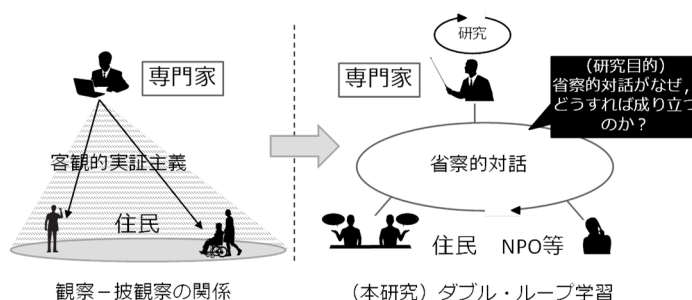 専門家
客観的実証主義
住民
観察－披観察の関係
研究
専門家
（研究目的）
省察的対話がなぜ，
どうすれば成り立つ
のか？
省察的対話
住民　NPO等
（本研究）ダブル・ループ学習